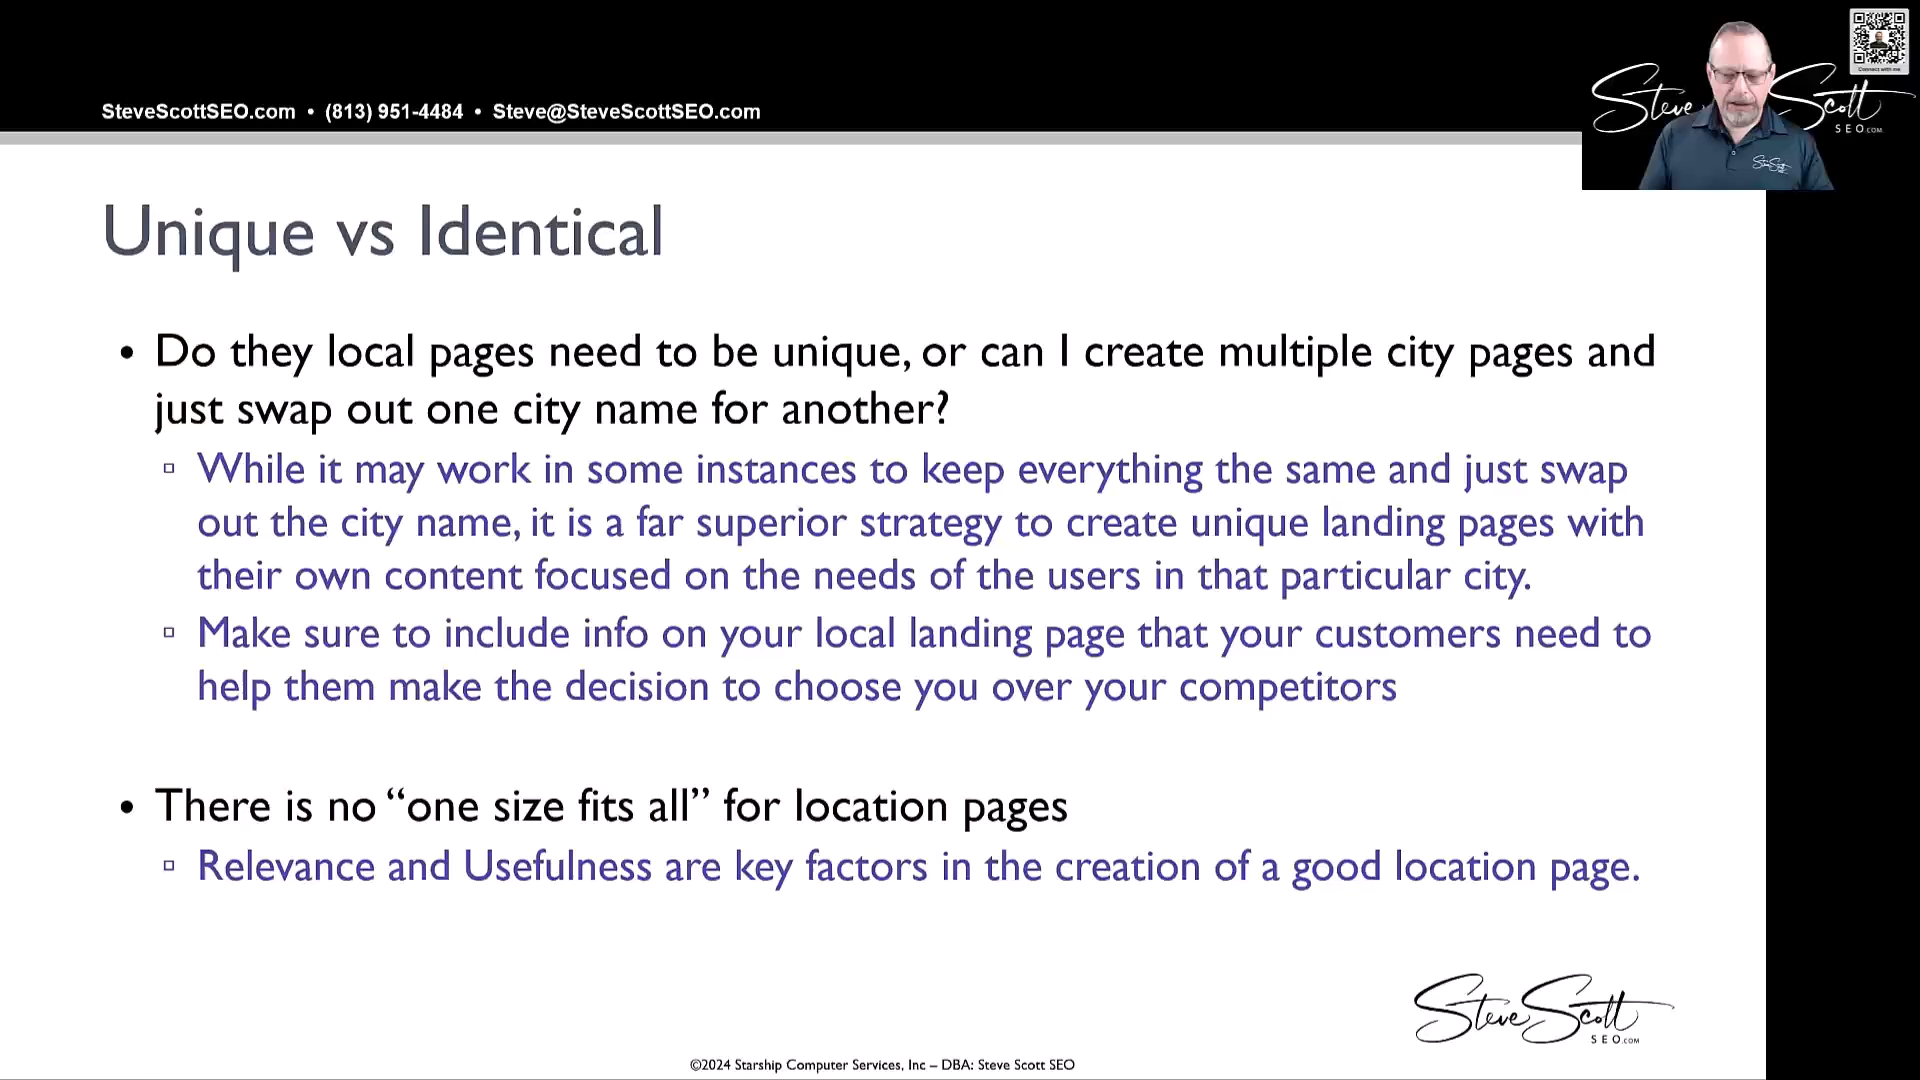 SteveScottSEO.com • (813) 951-4484 • Steve@SteveScottSEO.com
Steve Scott
SEO.COM
Connect with me
Unique vs Identical
• Do they local pages need to be unique, or can I create multiple city pages and
just swap out one city name for another?
▫ While it may work in some instances to keep everything the same and just swap
out the city name, it is a far superior strategy to create unique landing pages with
their own content focused on the needs of the users in that particular city.
▫ Make sure to include info on your local landing page that your customers need to
help them make the decision to choose you over your competitors
• There is no “one size fits all” for location pages
▫ Relevance and Usefulness are key factors in the creation of a good location page.
Steve Scott
SEO.COM
©2024 Starship Computer Services, Inc – DBA: Steve Scott SEO